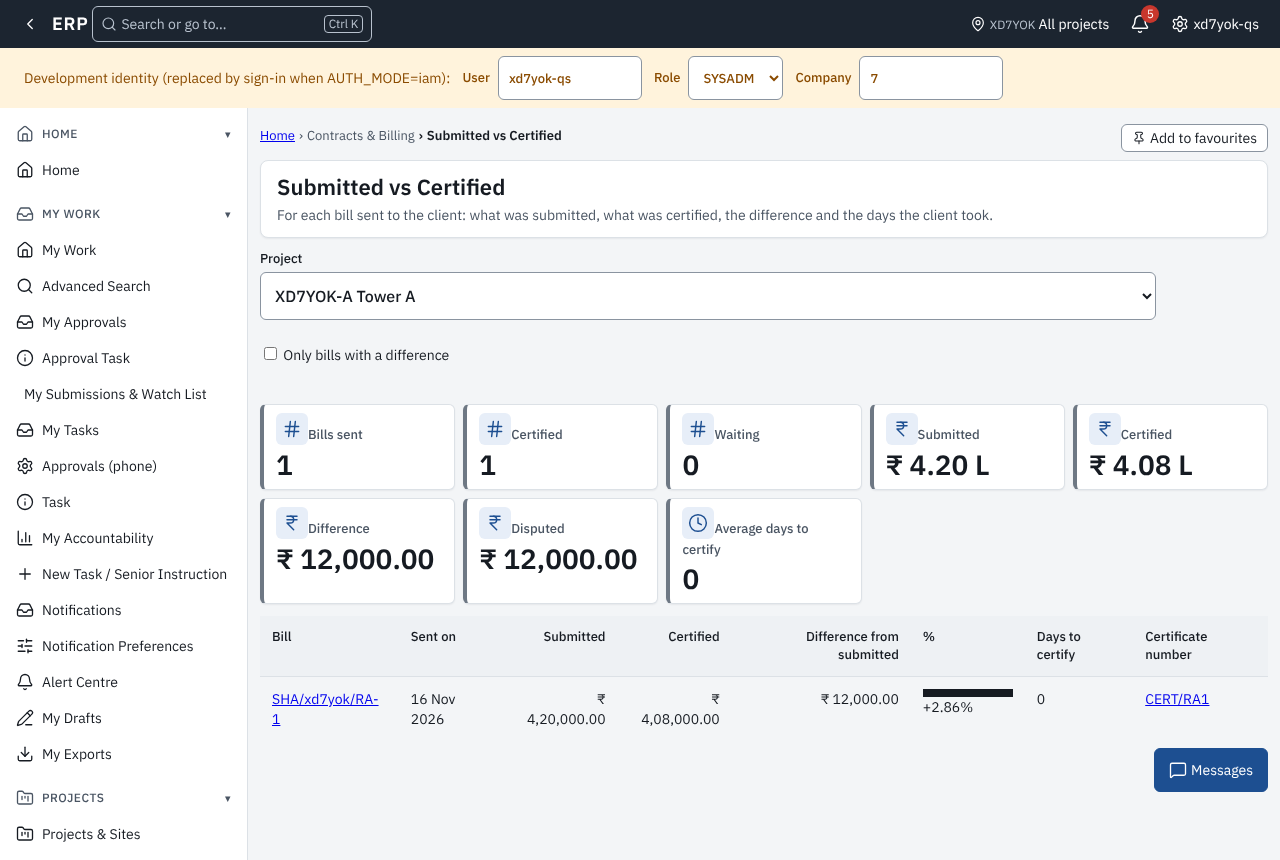 ERP
Search or go to...
Ctrl K
XD7YOK All projects
5
xd7yok-qs
Development identity (replaced by sign-in when AUTH_MODE=iam):
User
xd7yok-qs
Role
SYSADM
Company
7
HOME
Home
MY WORK
My Work
Advanced Search
My Approvals
Approval Task
My Submissions & Watch List
My Tasks
Approvals (phone)
Task
My Accountability
New Task / Senior Instruction
Notifications
Notification Preferences
Alert Centre
My Drafts
My Exports
PROJECTS
Projects & Sites
Home › Contracts & Billing › Submitted vs Certified
Add to favourites
Submitted vs Certified
For each bill sent to the client: what was submitted, what was certified, the difference and the days the client took.
Project
XD7YOK-A Tower A
Only bills with a difference
Bills sent
1
Certified
1
Waiting
0
Submitted
₹ 4.20 L
Certified
₹ 4.08 L
Difference
₹ 12,000.00
Disputed
₹ 12,000.00
Average days to
certify
0
Bill
Sent on
Submitted
Certified
Difference from
submitted
%
Days to
certify
Certificate
number
SHA/xd7yok/RA-
1
16 Nov
2026
₹
4,20,000.00
₹
4,08,000.00
₹ 12,000.00
+2.86%
0
CERT/RA1
Messages